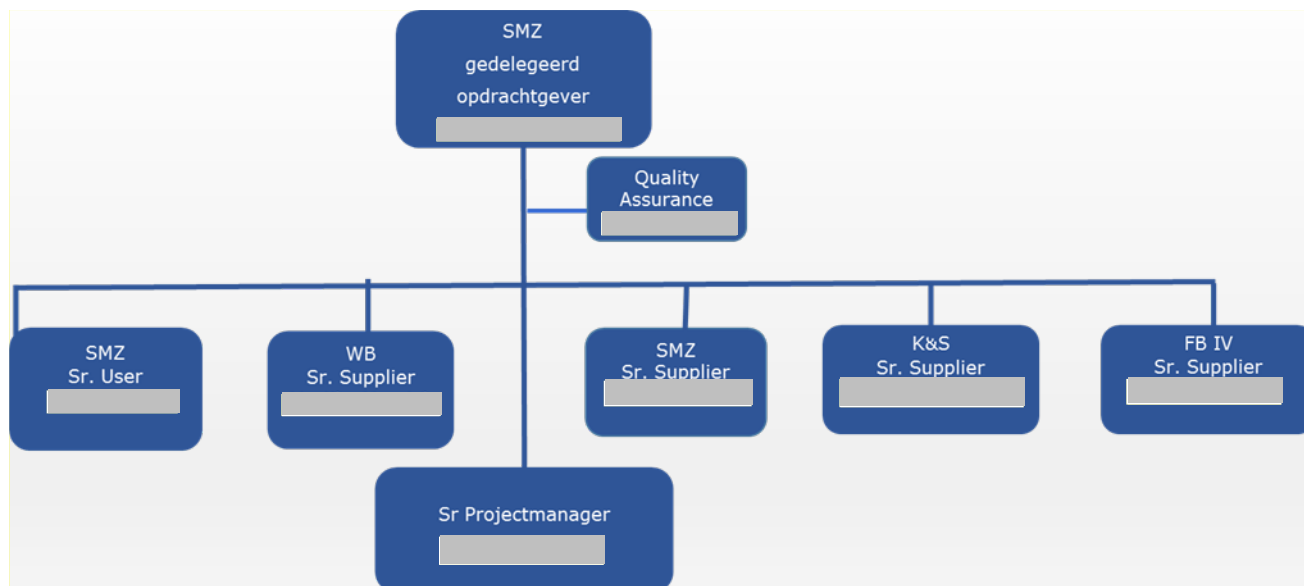 SMZ
gedelegeerd
opdrachtgever
Quality
Assurance
SMZ
Sr. User
WB
Sr. Supplier
SMZ
Sr. Supplier
K&S
Sr. Supplier
FB IV
Sr. Supplier
Sr Projectmanager